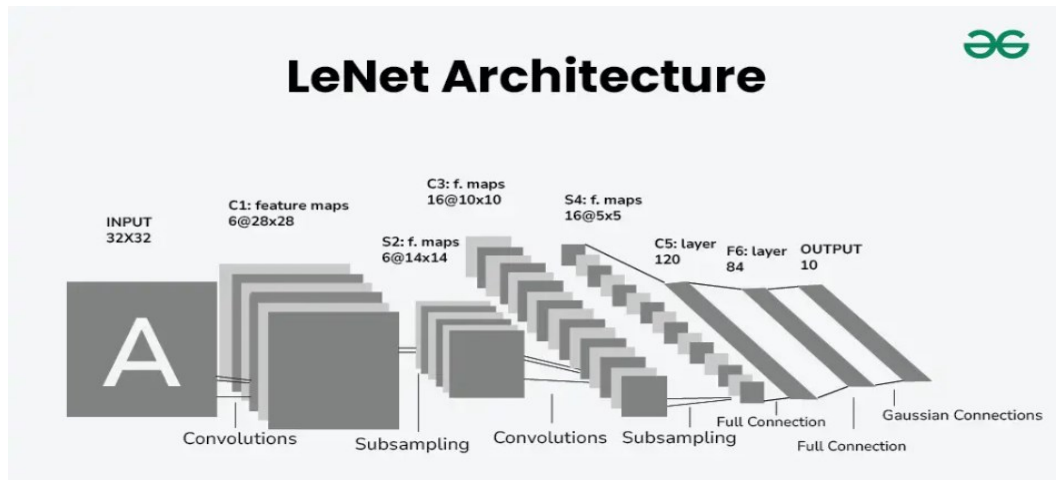 LeNet Architecture
INPUT
32X32
C1: feature maps
6@28x28
S2: f. maps
6@14x14
C3: f. maps
16@10x10
S4: f. maps
16@5x5
C5: layer
120
F6: layer
84
OUTPUT
10
A
Convolutions
Subsampling
Convolutions
Subsampling
Full Connection
Full Connection
Gaussian Connections